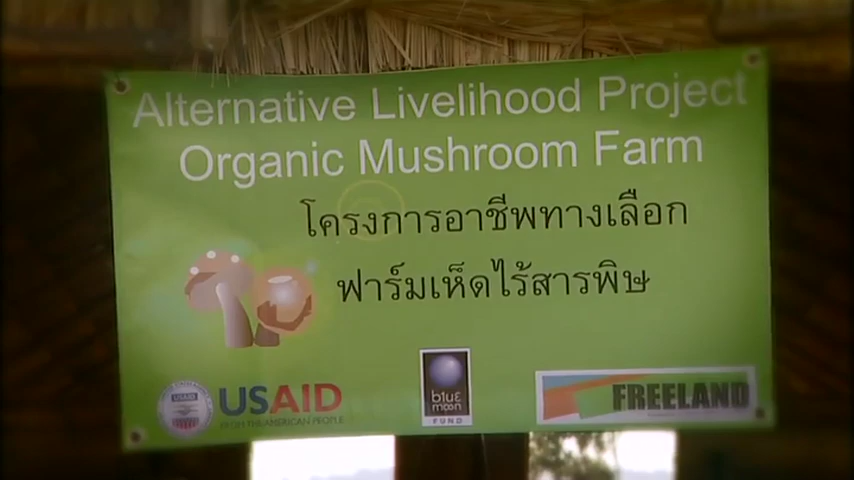 Alternative Livelihood Project
Organic Mushroom Farm
โครงการอาชีพทางเลือก
ฟาร์มเห็ดไร้สารพิษ
USAID
USAID
FROM THE AMERICAN PEOPLE
blue
moon
FUND
FREELAND